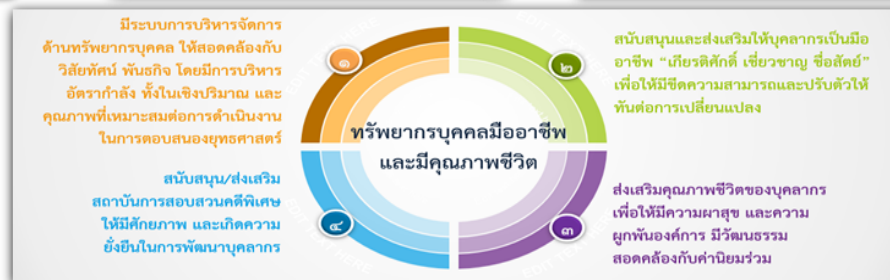 มีระบบการบริหารจัดการ
ด้านทรัพยากรบุคคล ให้สอดคล้องกับ
วิสัยทัศน์ พันธกิจ โดยมีการบริหาร
อัตรากำลัง ทั้งในเชิงปริมาณ และ
คุณภาพที่เหมาะสมต่อการดำเนินงาน
ในการตอบสนองยุทธศาสตร์
๑
๒
สนับสนุนและส่งเสริมให้บุคลากรเป็นมือ
อาชีพ “เกียรติศักดิ์ เชี่ยวชาญ ซื่อสัตย์”
เพื่อให้มีขีดความสามารถและปรับตัวให้
ทันต่อการเปลี่ยนแปลง
ทรัพยากรบุคคลมืออาชีพ
และมีคุณภาพชีวิต
สนับสนุน/ส่งเสริม
สถาบันการสอบสวนคดีพิเศษ
ให้มีศักยภาพ และเกิดความ
ยั่งยืนในการพัฒนาบุคลากร
๔
๓
ส่งเสริมคุณภาพชีวิตของบุคลากร
เพื่อให้มีความผาสุข และความ
ผูกพันองค์การ มีวัฒนธรรม
สอดคล้องกับค่านิยมร่วม
EDIT TEXT HERE